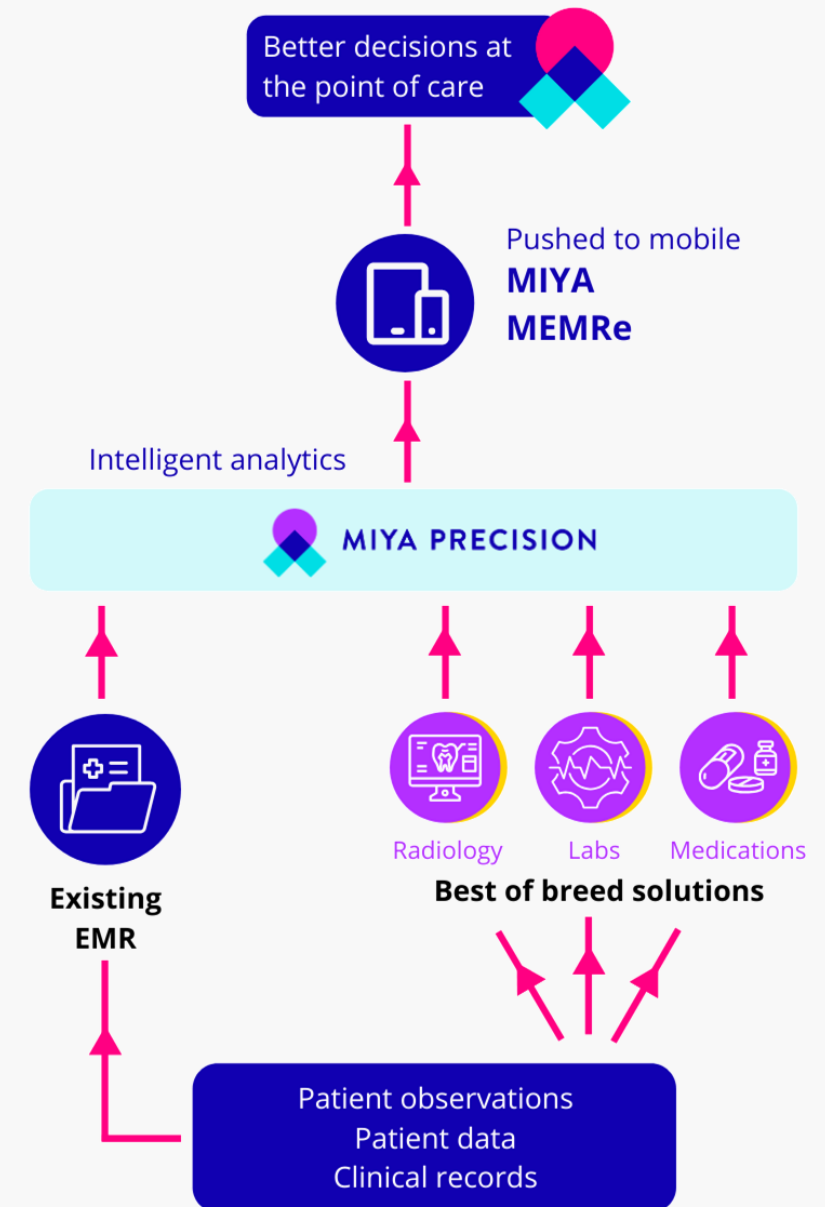 Better decisions at
the point of care
Pushed to mobile
MIYA
MEMRe
Intelligent analytics
MIYA PRECISION
Existing
EMR
Radiology
Labs
Medications
Best of breed solutions
Patient observations
Patient data
Clinical records